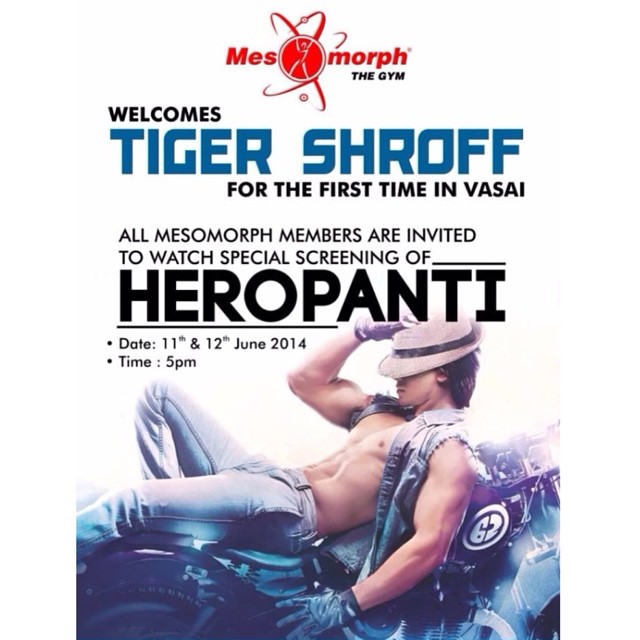 Mesomorph®
THE GYM
WELCOMES
TIGER SHROFF
FOR THE FIRST TIME IN VASAI
ALL MESOMORPH MEMBERS ARE INVITED
TO WATCH SPECIAL SCREENING OF
HEROPANTI
• Date: 11th & 12th June 2014
• Time : 5pm
62